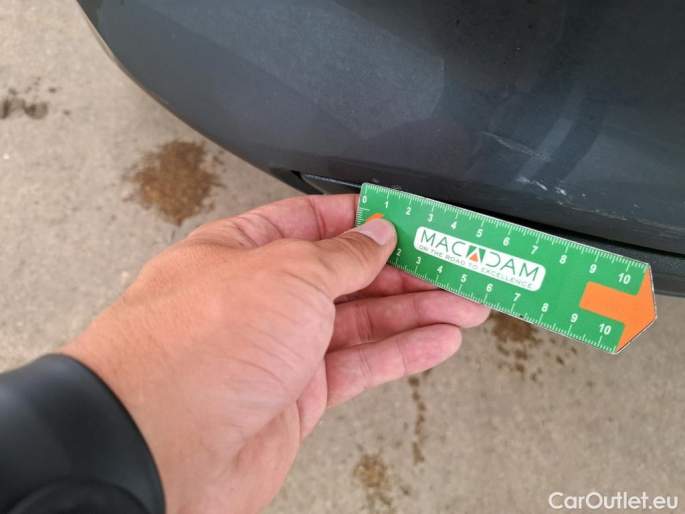 0 1 2 3 4 5 6 7 8 9 10
MACADAM
ON THE ROAD TO EXCELLENCE
2 3 4 5 6 7 8 9 10
CarOutlet.eu